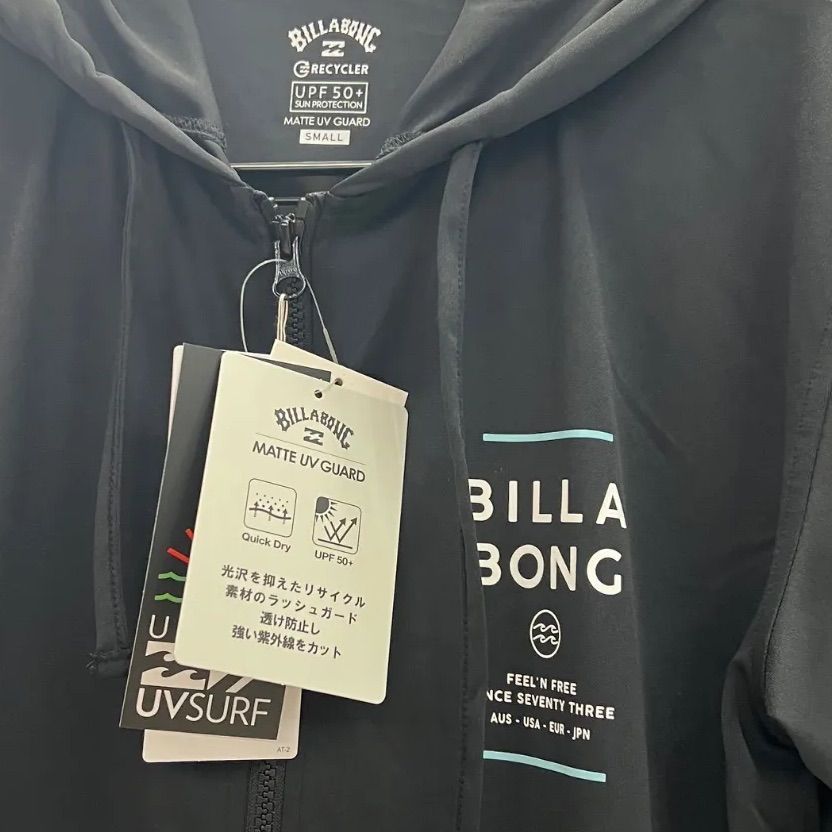 BILLABONG
RECYCLER
UPF 50+
SUN PROTECTION
MATTE UV GUARD
SMALL
BILLABONG
MATTE UV GUARD
Quick Dry
UPF 50+
光沢を抑えたリサイクル
素材のラッシュガード
透け防止し
強い紫外線をカット
U
UVSURF
AT-2
BILLA
BONG
FEEL'N FREE
NCE SEVENTY THREE
AUS - USA - EUR - JPN